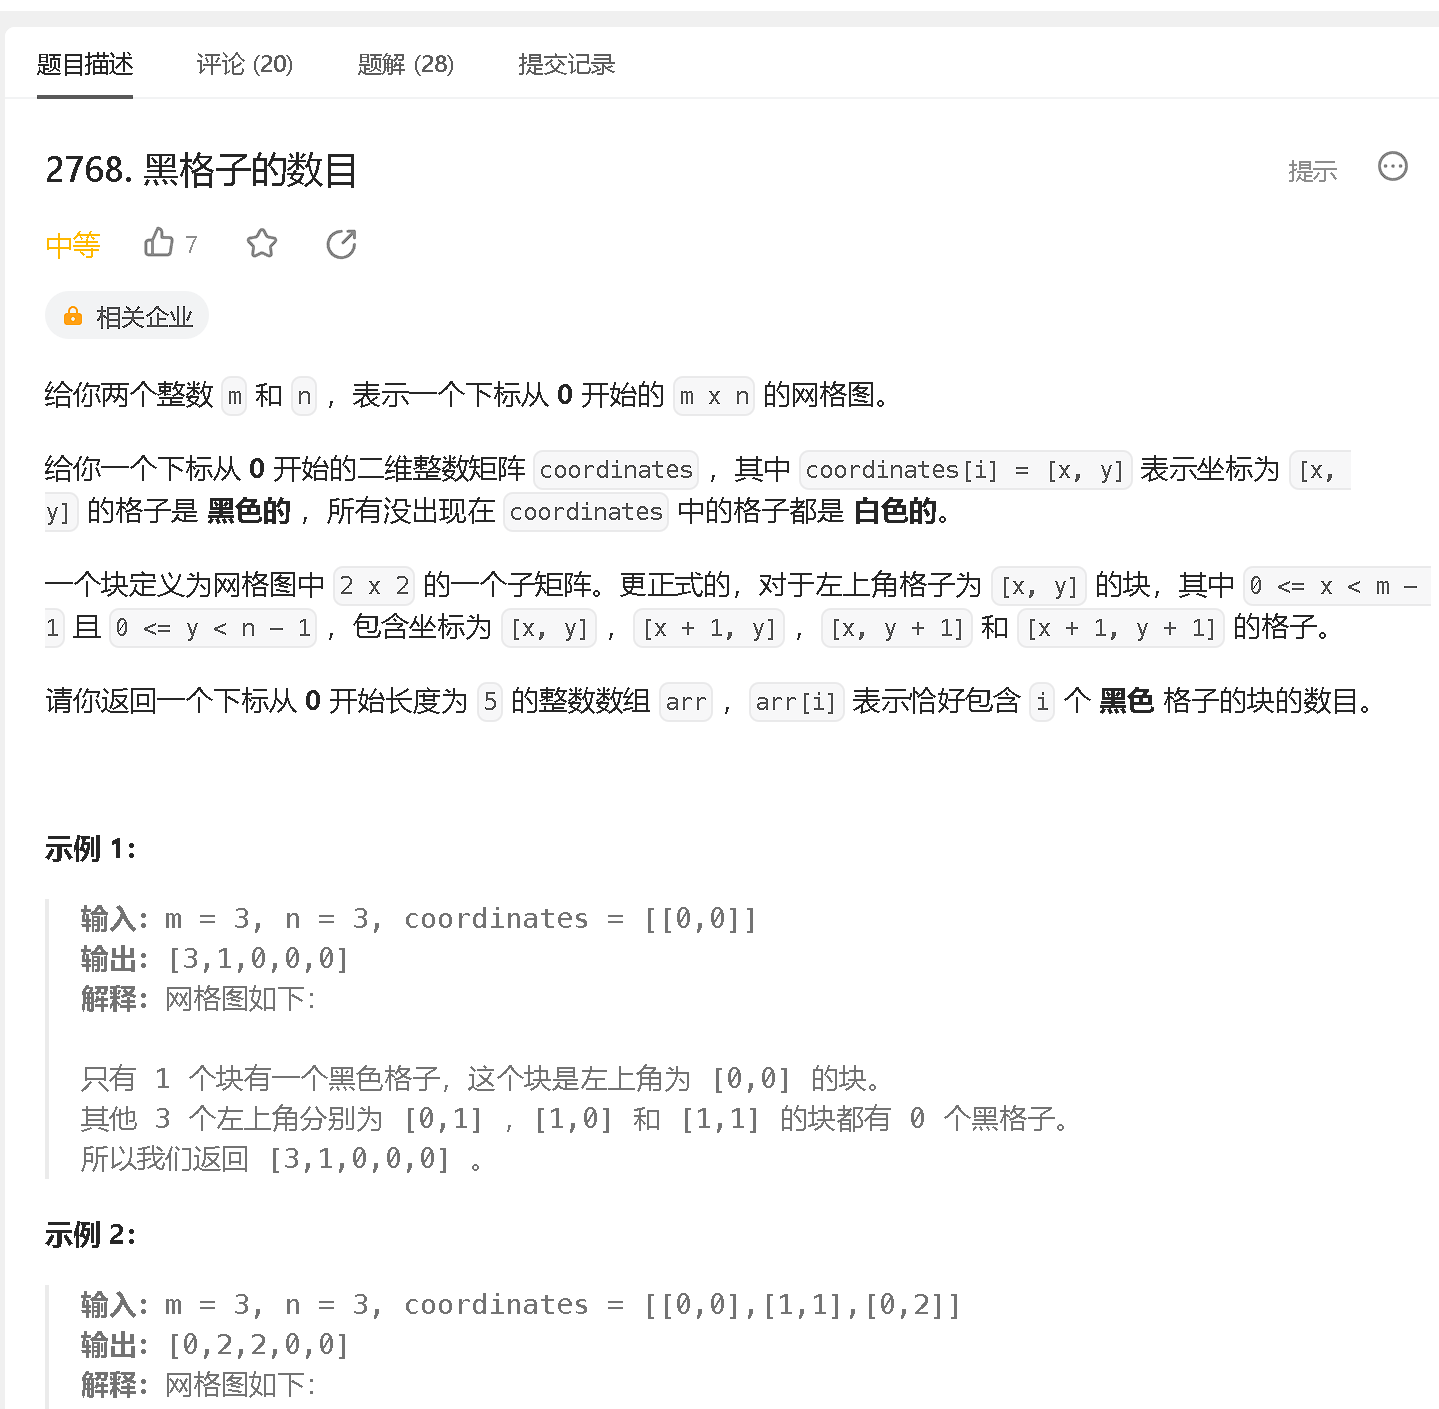 题目描述 评论 (20) 题解 (28) 提交记录
2768. 黑格子的数目 提示
中等 7
相关企业
给你两个整数 m 和 n ，表示一个下标从 0 开始的 m x n 的网格图。
给你一个下标从 0 开始的二维整数矩阵 coordinates ，其中 coordinates[i] = [x, y] 表示坐标为 [x,
y] 的格子是 黑色的 ，所有没出现在 coordinates 中的格子都是 白色的。
一个块定义为网格图中 2 x 2 的一个子矩阵。更正式的，对于左上角格子为 [x, y] 的块，其中 0 <= x < m -
1 且 0 <= y < n - 1 ，包含坐标为 [x, y] ，[x + 1, y] ，[x, y + 1] 和 [x + 1, y + 1] 的格子。
请你返回一个下标从 0 开始长度为 5 的整数数组 arr ，arr[i] 表示恰好包含 i 个 黑色 格子的块的数目。
示例 1：
输入：m = 3, n = 3, coordinates = [[0,0]]
输出：[3,1,0,0,0]
解释：网格图如下：
只有 1 个块有一个黑色格子，这个块是左上角为 [0,0] 的块。
其他 3 个左上角分别为 [0,1] ，[1,0] 和 [1,1] 的块都有 0 个黑格子。
所以我们返回 [3,1,0,0,0] 。
示例 2：
输入：m = 3, n = 3, coordinates = [[0,0],[1,1],[0,2]]
输出：[0,2,2,0,0]
解释：网格图如下：